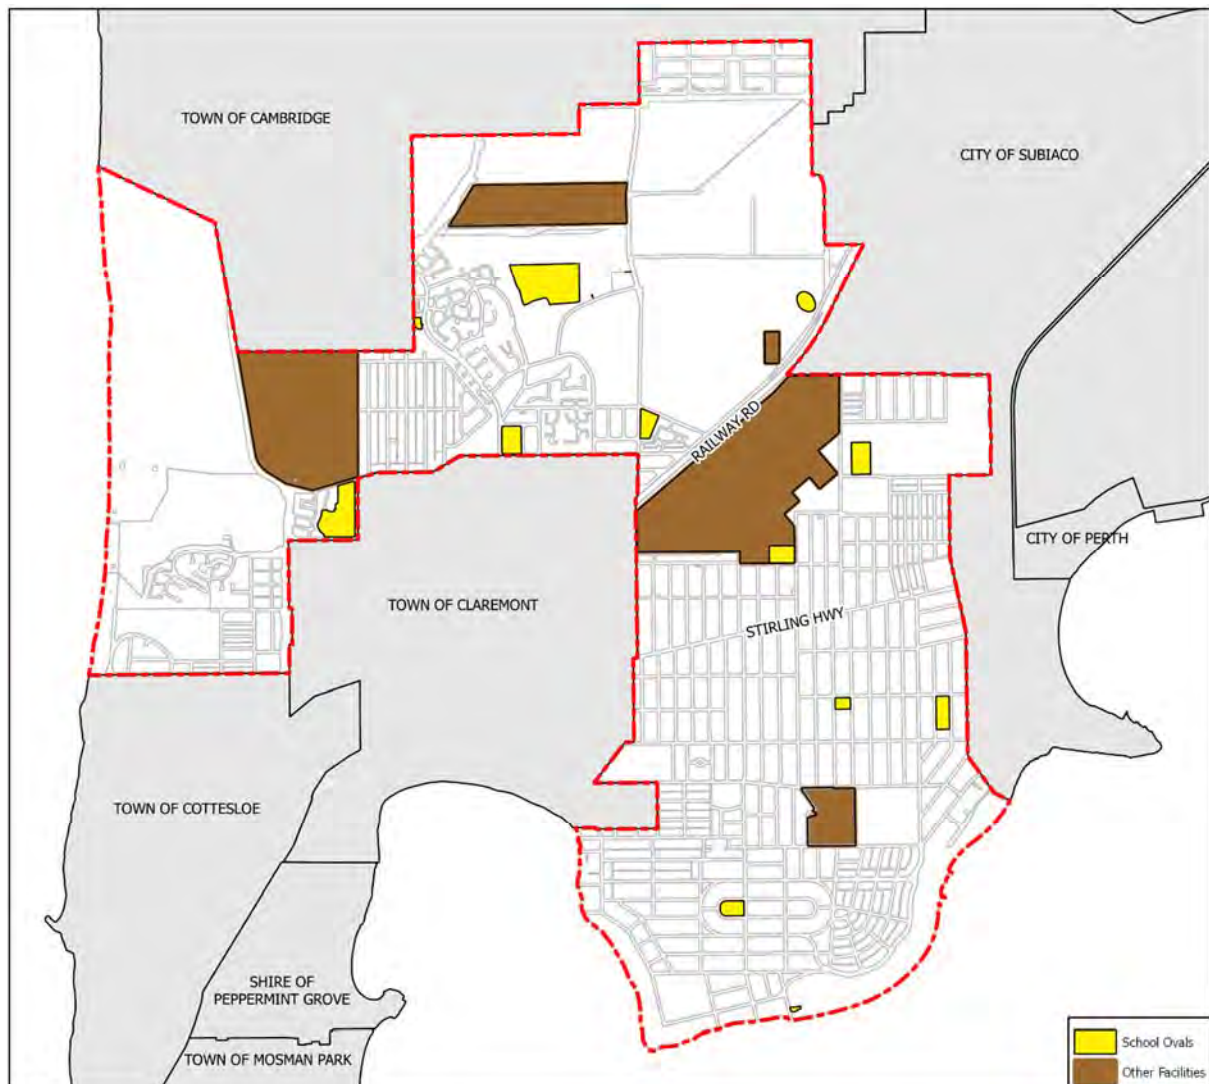 TOWN OF CAMBRIDGE
CITY OF SUBIACO
RAILWAY RD
CITY OF PERTH
TOWN OF CLAREMONT
STIRLING HWY
TOWN OF COTTESLOE
SHIRE OF
PEPPERMINT GROVE
TOWN OF MOSMAN PARK
School Ovals
Other Facilities